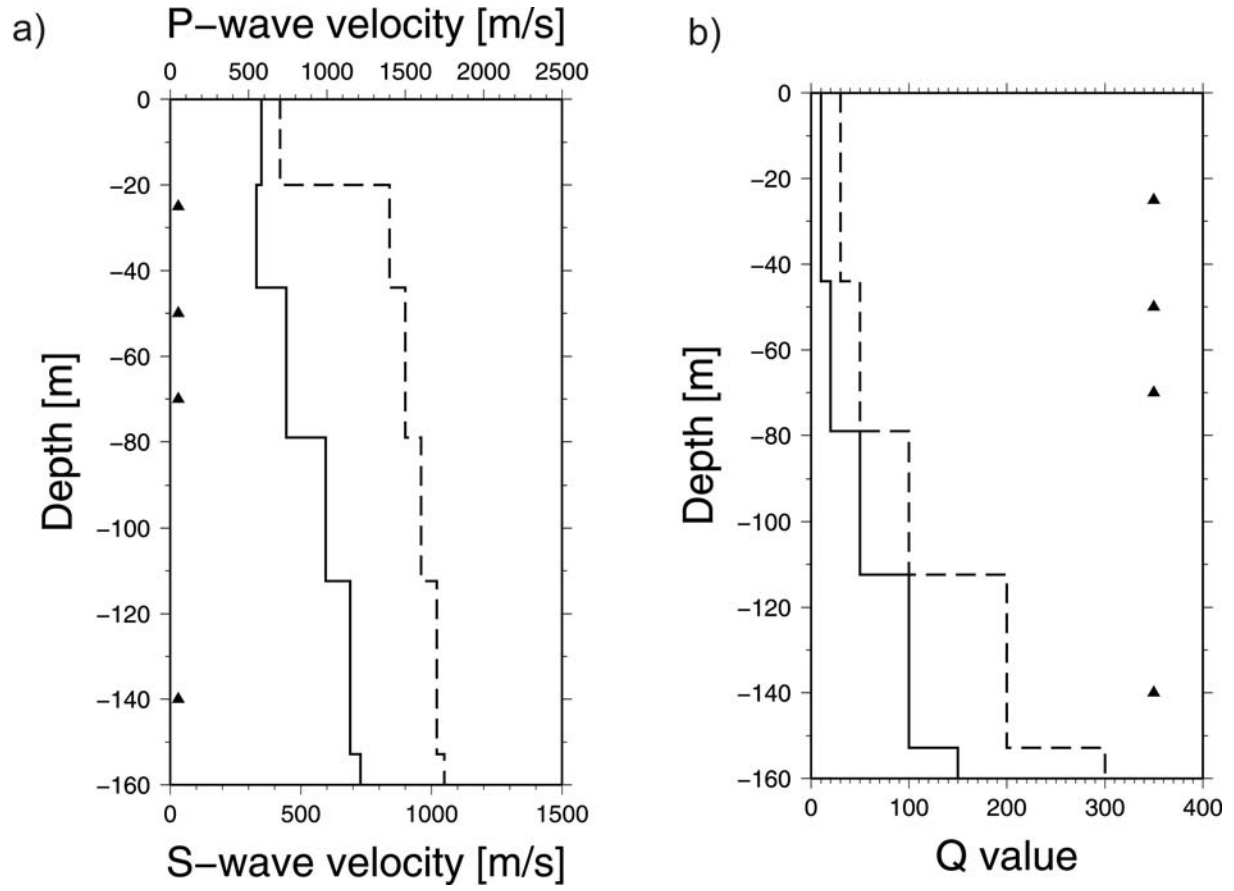 a)
P–wave velocity [m/s]
0 500 1000 1500 2000 2500
Depth [m]
0
−20
−40
−60
−80
−100
−120
−140
−160
0 500 1000 1500
S–wave velocity [m/s]
b)
Depth [m]
0
−20
−40
−60
−80
−100
−120
−140
−160
0 100 200 300 400
Q value